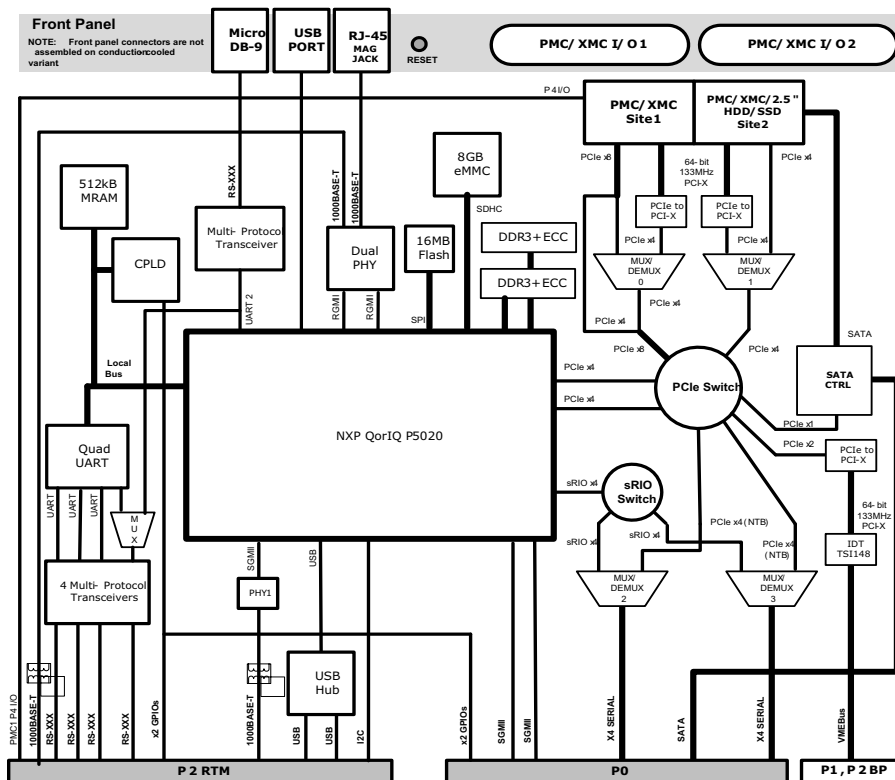 Front Panel
NOTE: Front panel connectors are not
assembled on conductioncooled
variant
Micro
DB-9
USB
PORT
RJ-45
MAG
JACK
RESET
PMC/ XMC I/ O 1
PMC/ XMC I/ O 2
P4 I/O
PMC/ XMC
Site1
PMC/ XMC/2.5 "
HDD/SSD
Site2
512kB
MRAM
RS-XXX
1000BASE-T
1000BASE-T
8GB
eMMC
SDHC
PCIe x8
64- bit
133MHz
PCI-X
PCIe x4
PCIe to
PCI-X
PCIe to
PCI-X
Multi- Protocol
Transceiver
Dual
PHY
16MB
Flash
DDR3+ECC
DDR3+ECC
PCIe x4
PCIe x4
CPLD
MUX/
DEMUX
0
MUX/
DEMUX
1
UART 2
RGMII
RGMII
SPI
PCIe x4
PCIe x4
PCIe x8
PCIe x4
SATA
Local
Bus
PCIe x4
PCIe x4
PCIe Switch
SATA
CTRL
NXP QorIQ P5020
PCIe x1
PCIe x2
PCIe to
PCI-X
Quad
UART
UART
UART
UART
MUX
sRIO x4
sRIO
Switch
64- bit
133MHz
PCI-X
PCIe x4 (NTB)
sRIO x4
sRIO x4
PCIe x4
(NTB)
IDT
TSI148
SGMII
USB
4 Multi- Protocol
Transceivers
PHY1
MUX/
DEMUX
2
MUX/
DEMUX
3
USB
Hub
PMC1 P4 I/O
1000BASE-T
RS-XXX
RS-XXX
RS-XXX
RS-XXX
x2 GPIOs
1000BASE-T
USB
USB
I2C
x2 GPIOs
SGMII
SGMII
X4 SERIAL
SATA
X4 SERIAL
VMEBus
P 2 RTM
P0
P1 , P 2 BP